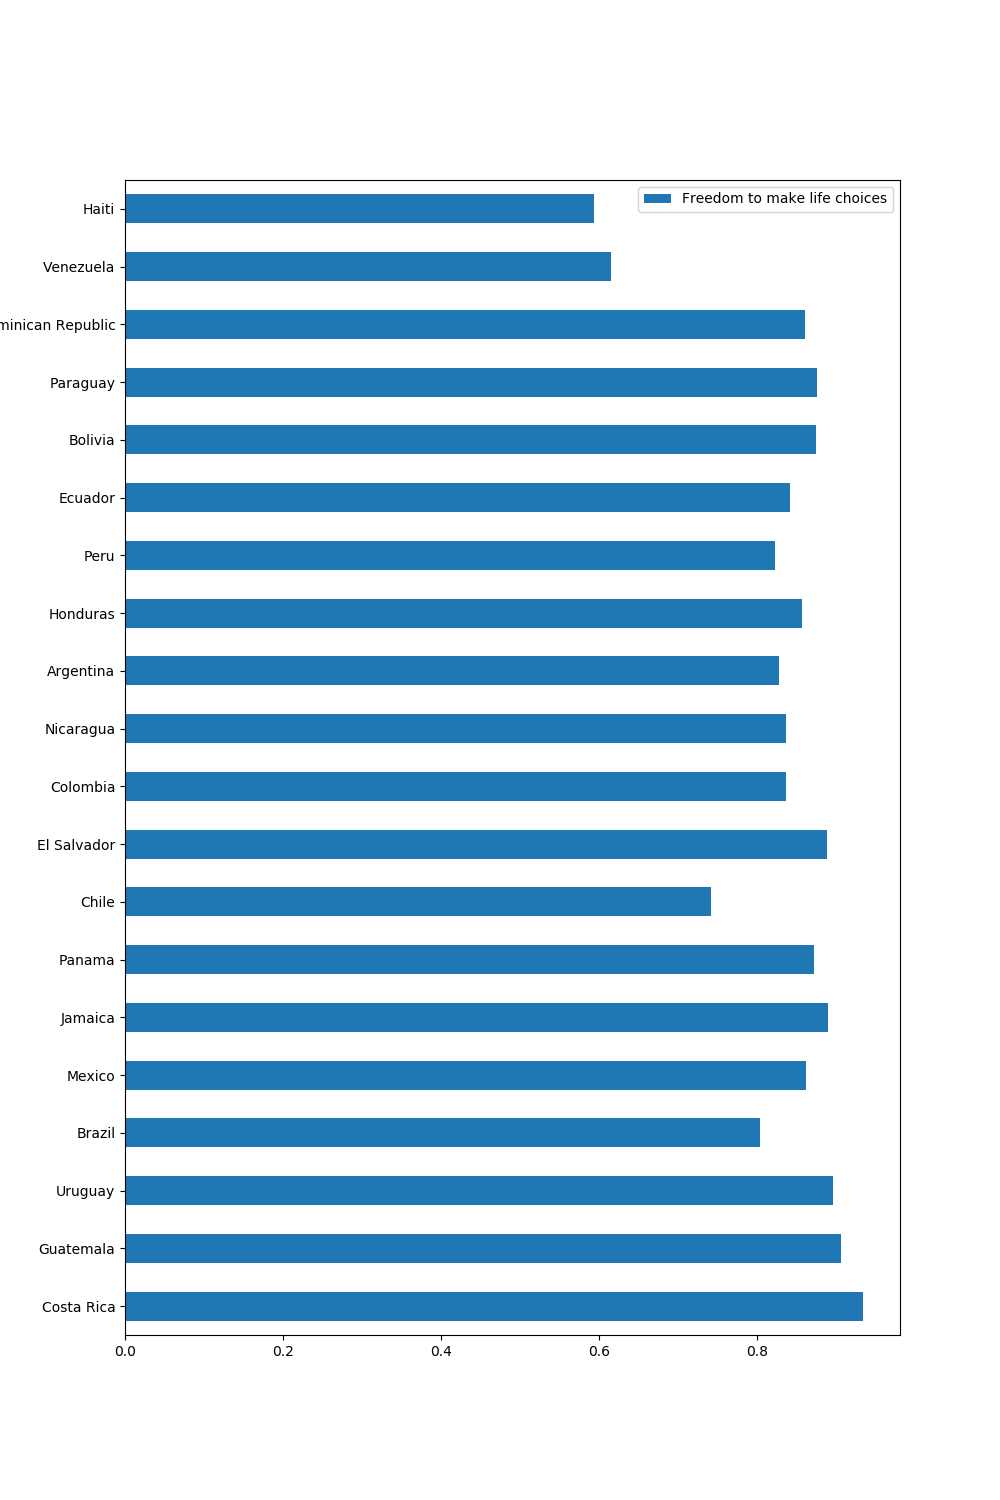 Freedom to make life choices
Haiti
Venezuela
minican Republic
Paraguay
Bolivia
Ecuador
Peru
Honduras
Argentina
Nicaragua
Colombia
El Salvador
Chile
Panama
Jamaica
Mexico
Brazil
Uruguay
Guatemala
Costa Rica
0.0 0.2 0.4 0.6 0.8